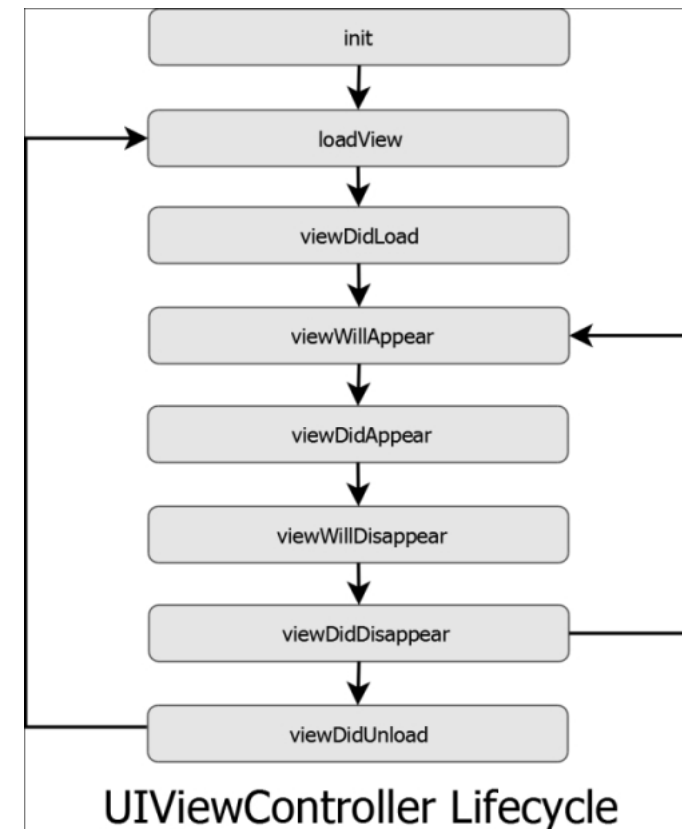 init
loadView
viewDidLoad
viewWillAppear
viewDidAppear
viewWillDisappear
viewDidDisappear
viewDidUnload
UIViewController Lifecycle